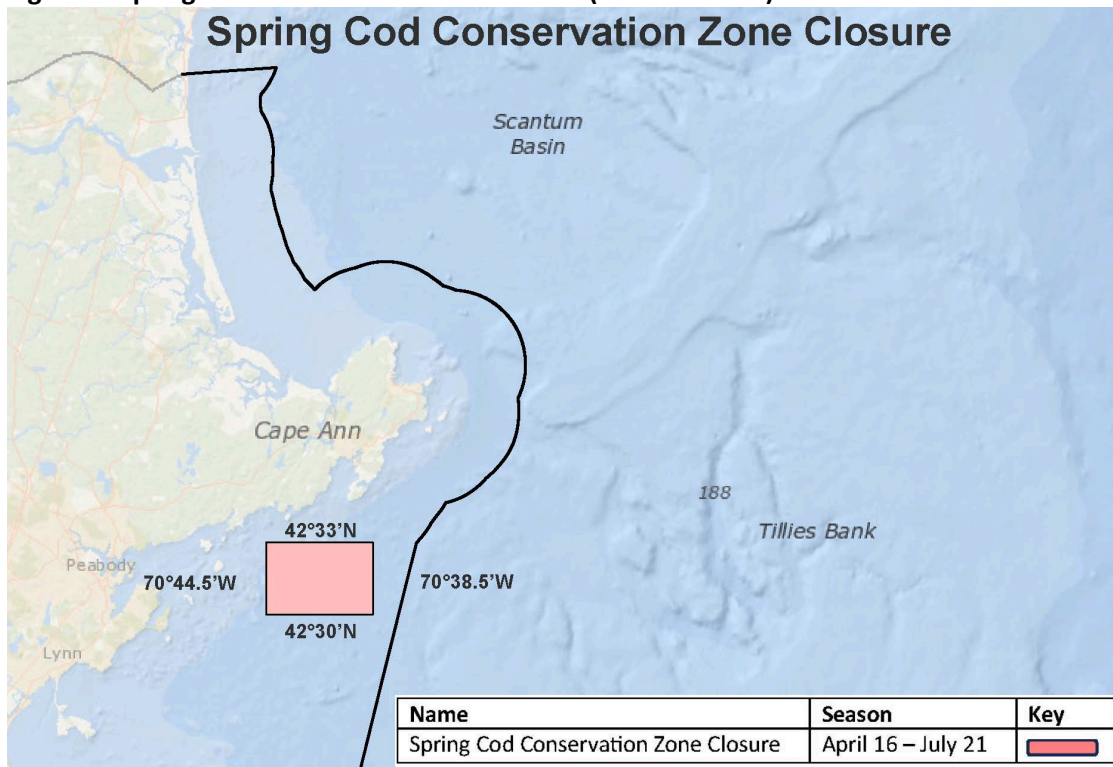 Spring Cod Conservation Zone Closure
Scantum
Basin
Cape Ann
188
Tillies Bank
42°33'N
Peabody
70°44.5'W
70°38.5'W
42°30'N
Lynn
Name Season Key
Spring Cod Conservation Zone Closure April 16 – July 21